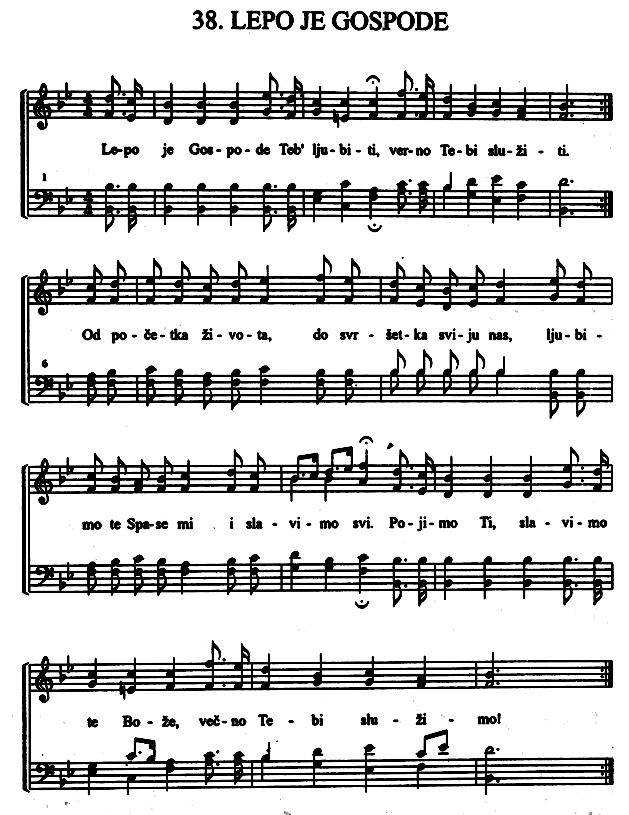 38. LEPO JE GOSPODE
Le-po je Gos-po-de Teb' lju-bi-ti, ver-no Te-bi slu-ži-ti.
1
Od po-če-tka ži-vo-ta, do svr-šet-ka svi-ju nas, lju-bi-
6
mo te Spa-se mi i sla-vi-mo svi. Po-ji-mo Ti, sla-vi-mo
te Bo-že, več-no Te-bi slu-ži-mo!